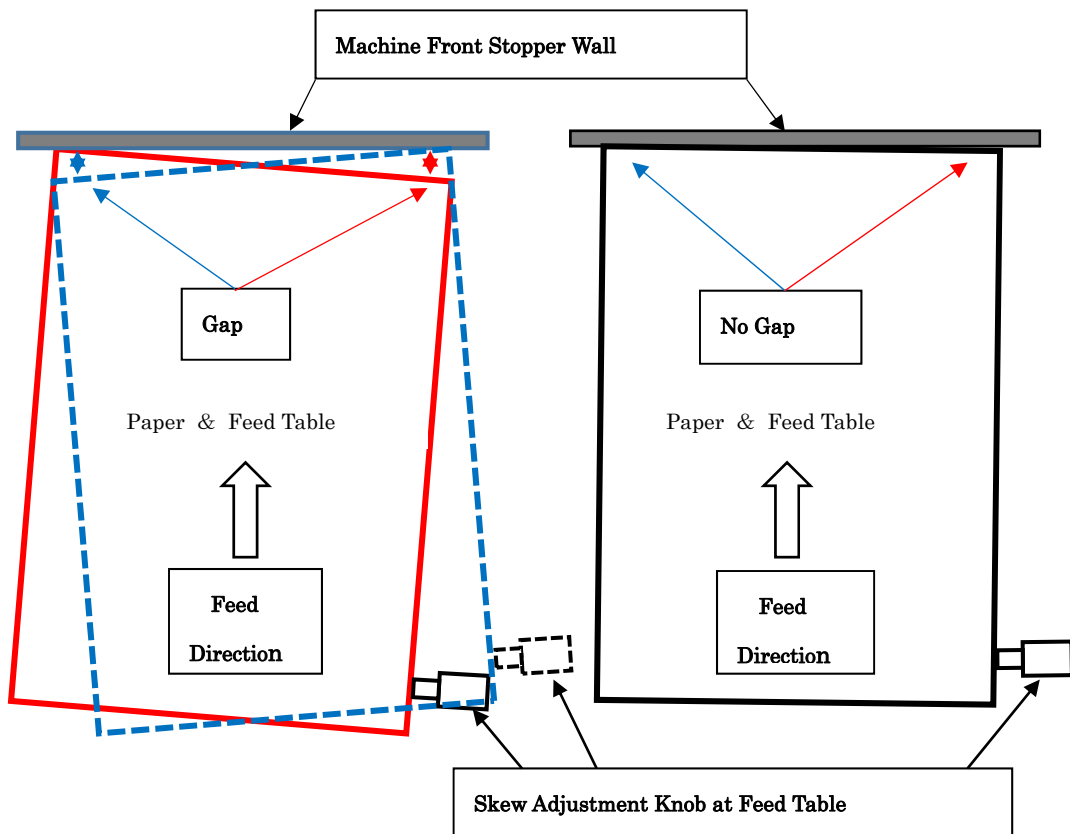 Machine Front Stopper Wall
Gap
No Gap
Paper & Feed Table
Paper & Feed Table
Feed
Direction
Feed
Direction
Skew Adjustment Knob at Feed Table